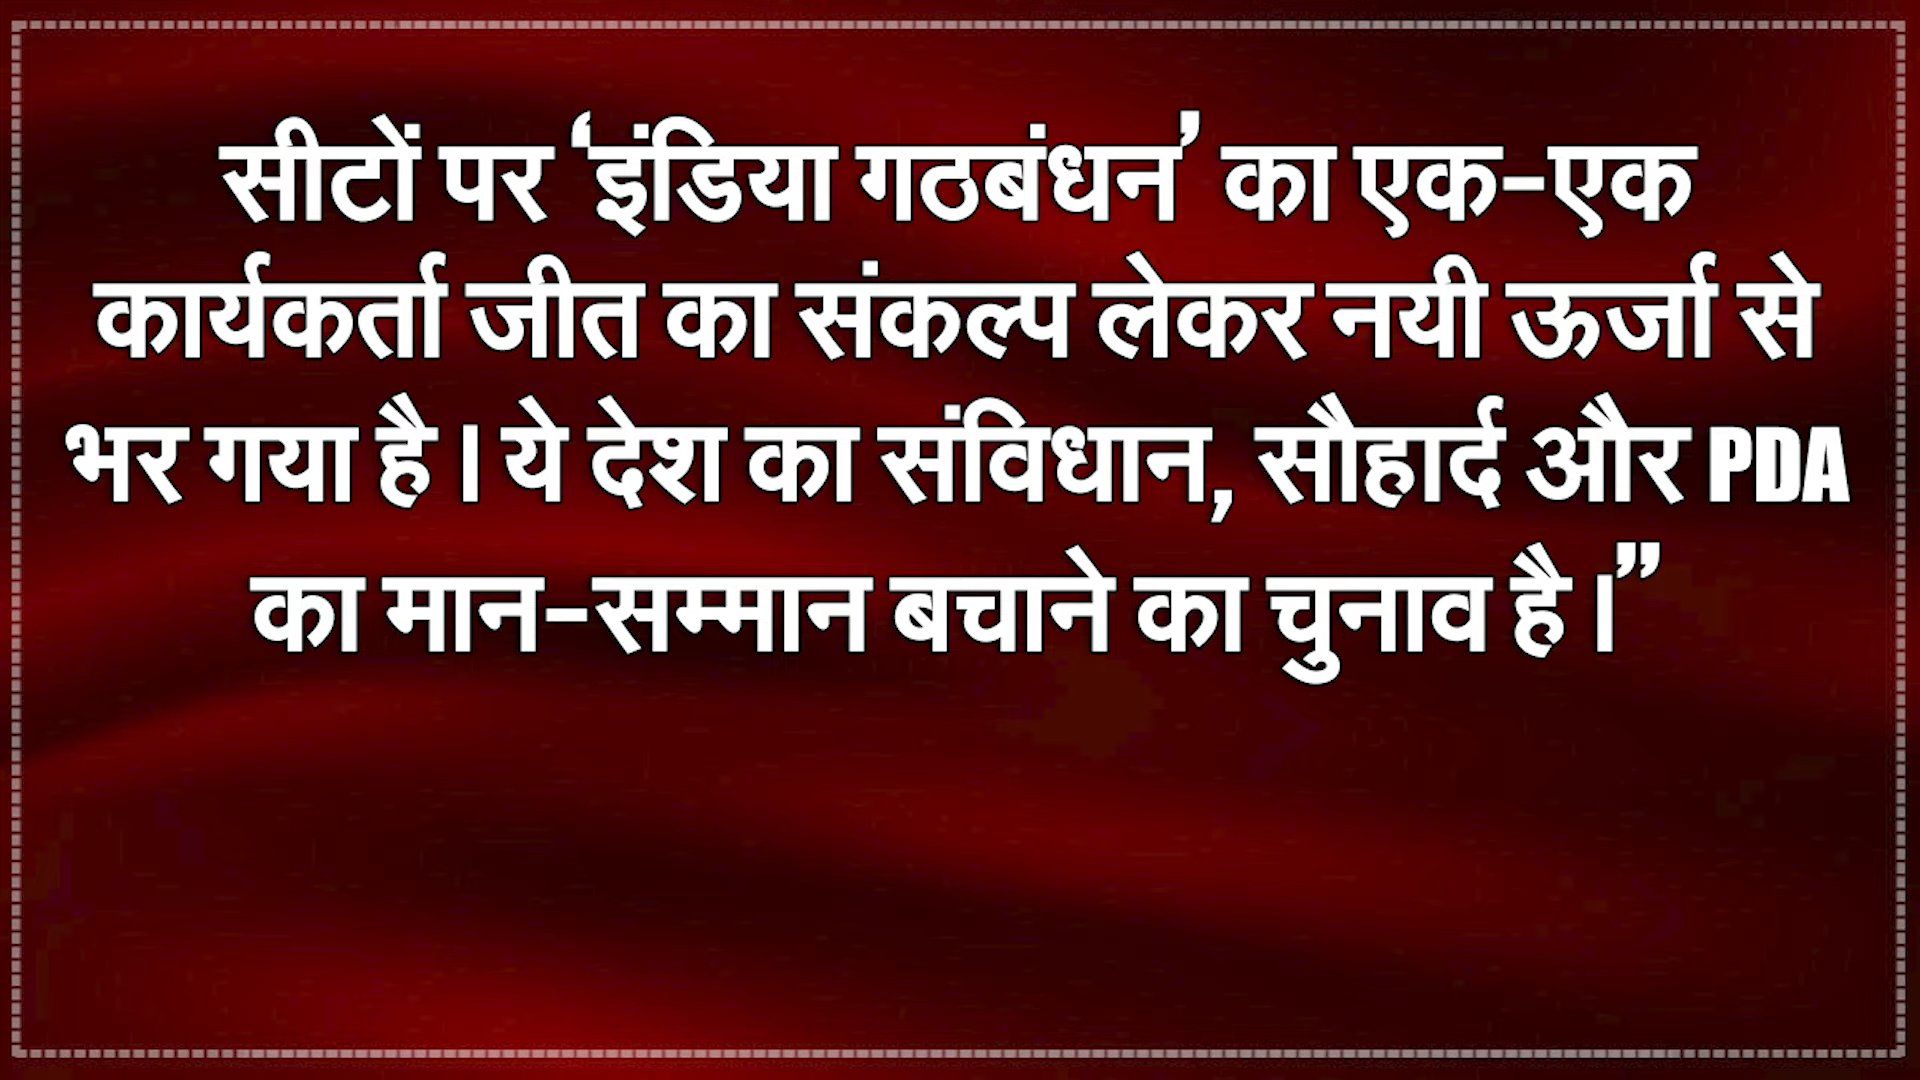 सीटों पर ‘इंडिया गठबंधन’ का एक-एक
कार्यकर्ता जीत का संकल्प लेकर नयी ऊर्जा से
भर गया है। ये देश का संविधान, सौहार्द और PDA
का मान-सम्मान बचाने का चुनाव है।”